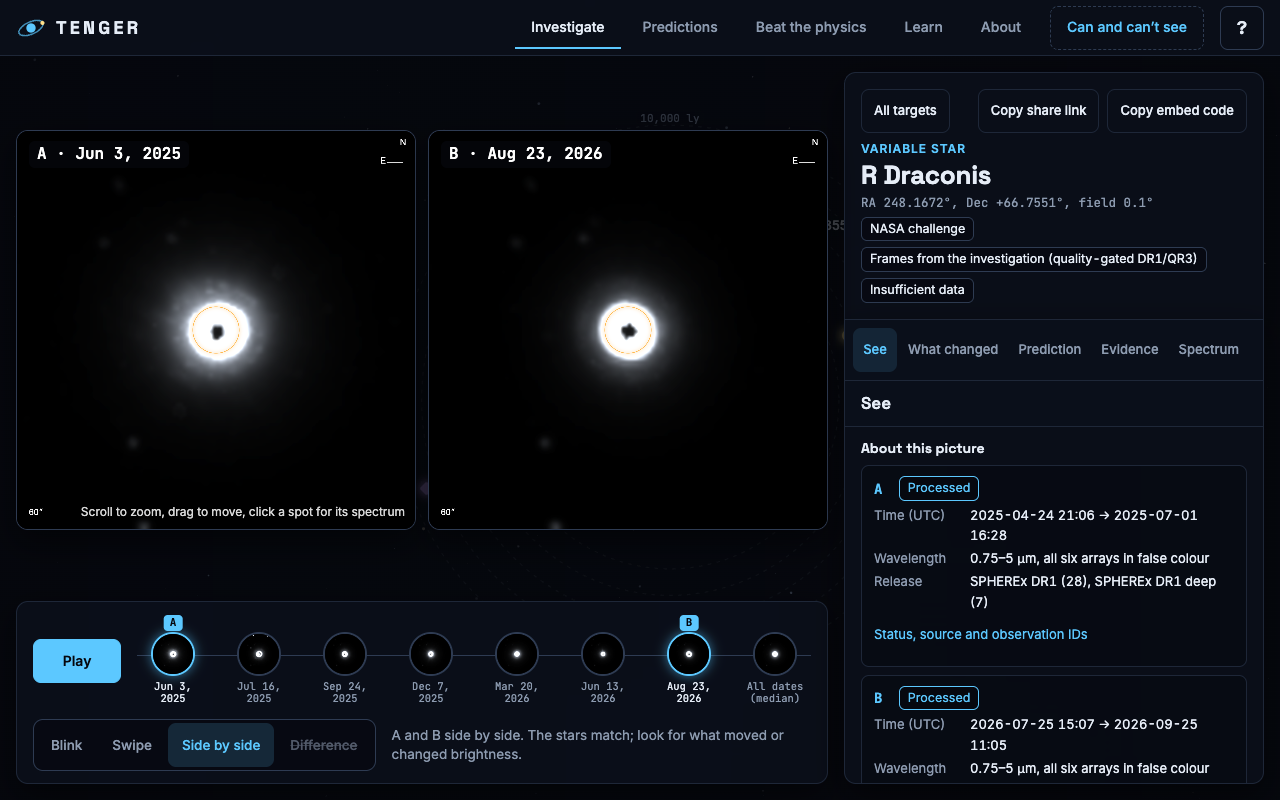 TENGER
Investigate
Predictions
Beat the physics
Learn
About
Can and can't see
?
10,000 ly
A · Jun 3, 2025
N
E
60"
Scroll to zoom, drag to move, click a spot for its spectrum
B · Aug 23, 2026
N
E
60"
Play
A
Jun 3,
2025
Jul 16,
2025
Sep 24,
2025
Dec 7,
2025
Mar 20,
2026
Jun 13,
2026
B
Aug 23,
2026
All dates
(median)
Blink
Swipe
Side by side
Difference
A and B side by side. The stars match; look for what moved or
changed brightness.
All targets
Copy share link
Copy embed code
VARIABLE STAR
R Draconis
RA 248.1672°, Dec +66.7551°, field 0.1°
NASA challenge
Frames from the investigation (quality-gated DR1/QR3)
Insufficient data
See
What changed
Prediction
Evidence
Spectrum
See
About this picture
A Processed
Time (UTC) 2025-04-24 21:06 → 2025-07-01
16:28
Wavelength 0.75–5 μm, all six arrays in false colour
Release SPHEREx DR1 (28), SPHEREx DR1 deep
(7)
Status, source and observation IDs
B Processed
Time (UTC) 2026-07-25 15:07 → 2026-09-25
11:05
Wavelength 0.75–5 μm, all six arrays in false colour